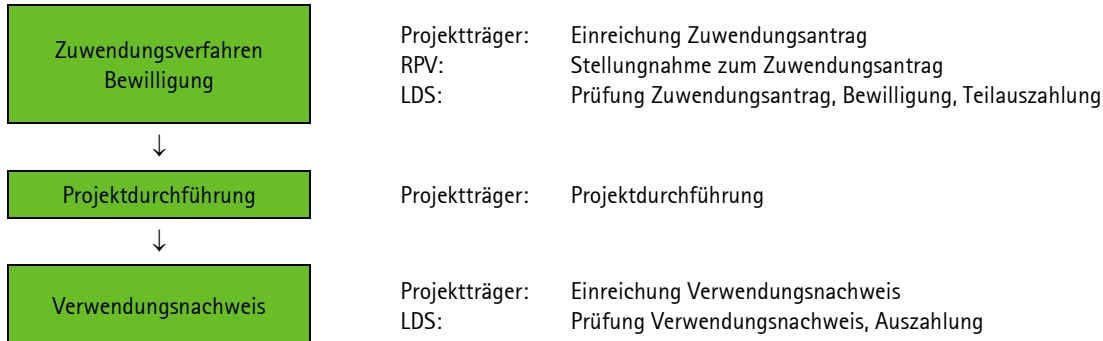 Zuwendungsverfahren
Bewilligung
Projektträger: Einreichung Zuwendungsantrag
RPV: Stellungnahme zum Zuwendungsantrag
LDS: Prüfung Zuwendungsantrag, Bewilligung, Teilauszahlung
↓
Projektdurchführung
Projektträger: Projektdurchführung
↓
Verwendungsnachweis
Projektträger: Einreichung Verwendungsnachweis
LDS: Prüfung Verwendungsnachweis, Auszahlung